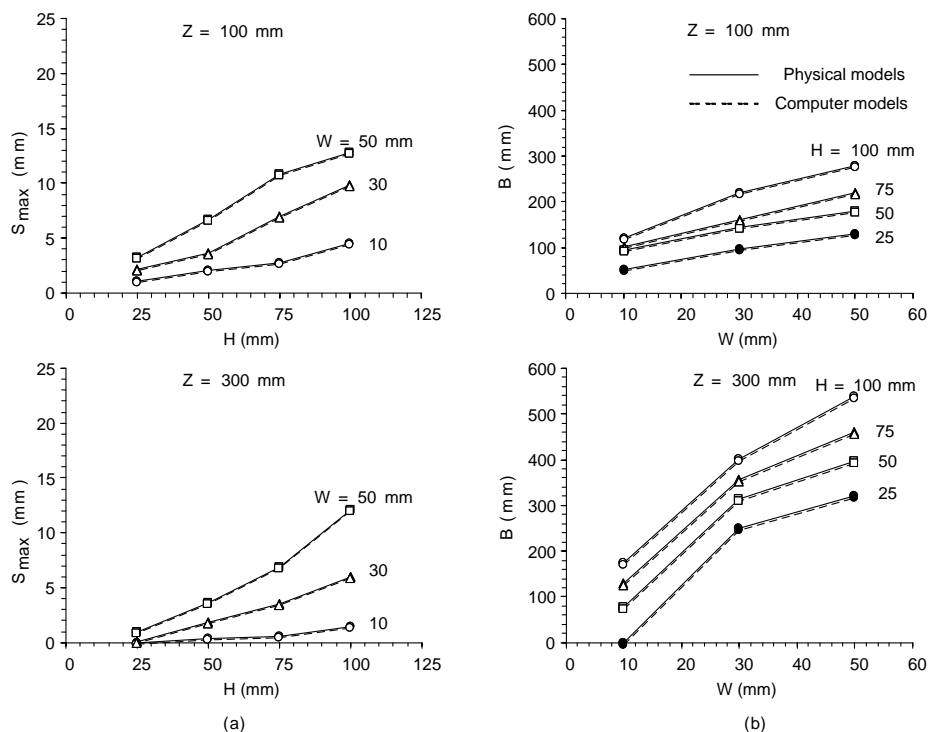 25
20
15
10
5
0
S max (mm)
Z = 100 mm
W = 50 mm
30
10
0 25 50 75 100 125
H (mm)
600
500
400
300
200
100
0
B (mm)
Z = 100 mm
Physical models
Computer models
H = 100 mm
75
50
25
0 10 20 30 40 50 60
W (mm)
25
20
15
10
5
0
S max (mm)
Z = 300 mm
W = 50 mm
30
10
0 25 50 75 100 125
H (mm)
(a)
600
500
400
300
200
100
0
B (mm)
Z = 300 mm
H = 100 mm
75
50
25
0 10 20 30 40 50 60
W (mm)
(b)